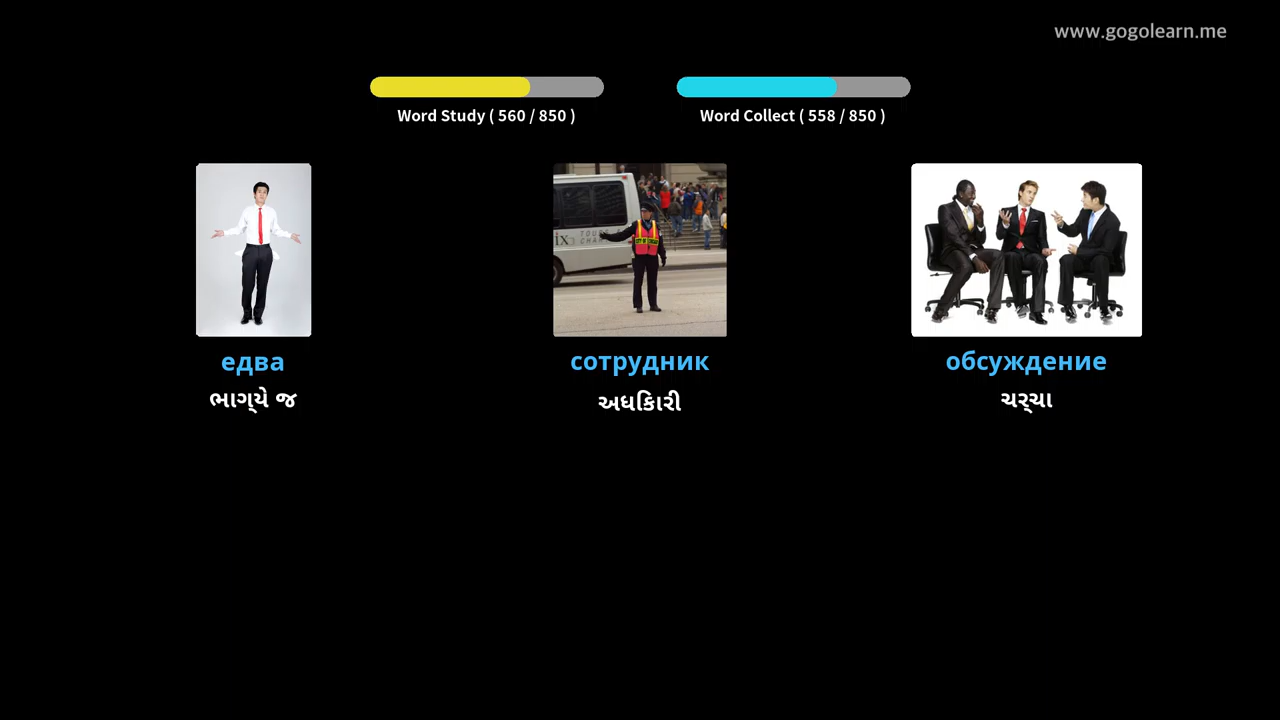 www.gogolearn.me
Word Study ( 560 / 850 )
Word Collect ( 558 / 850 )
едва
сотрудник
обсуждение
ભાગ્યે જ
અધિકારી
ચર્ચા